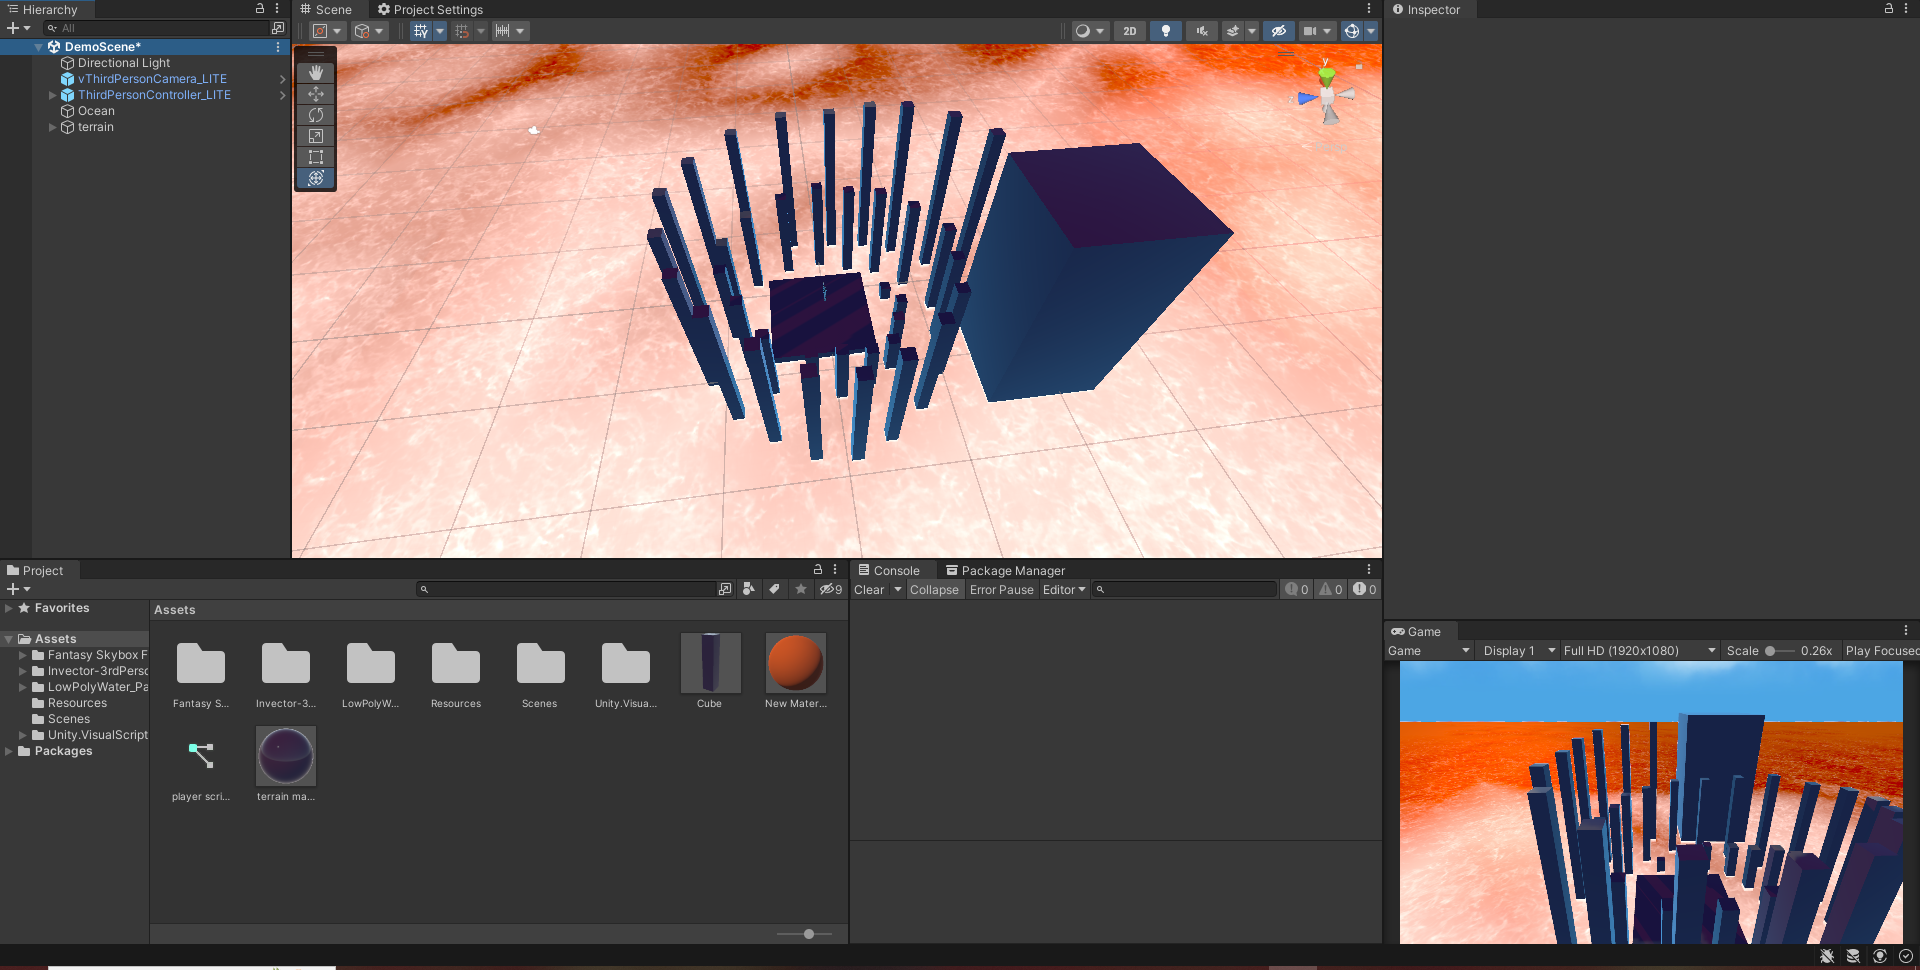 Hierarchy
All
DemoScene*
Directional Light
vThirdPersonCamera_LITE
ThirdPersonController_LITE
Ocean
terrain
Scene
Project Settings
2D
y
z
Inspector
Project
9
Favorites
Assets
Fantasy Skybox F
Invector-3rdPerso
LowPolyWater_Pa
Resources
Scenes
Unity.VisualScript
Packages
Assets
Fantasy S...
Invector-3...
LowPolyW...
Resources
Scenes
Unity.Visua...
Cube
New Mater...
player scri...
terrain ma...
Console
Package Manager
Clear
Collapse
Error Pause
Editor
0
0
0
Game
Game
Display 1
Full HD (1920x1080)
Scale
0.26x
Play Focused